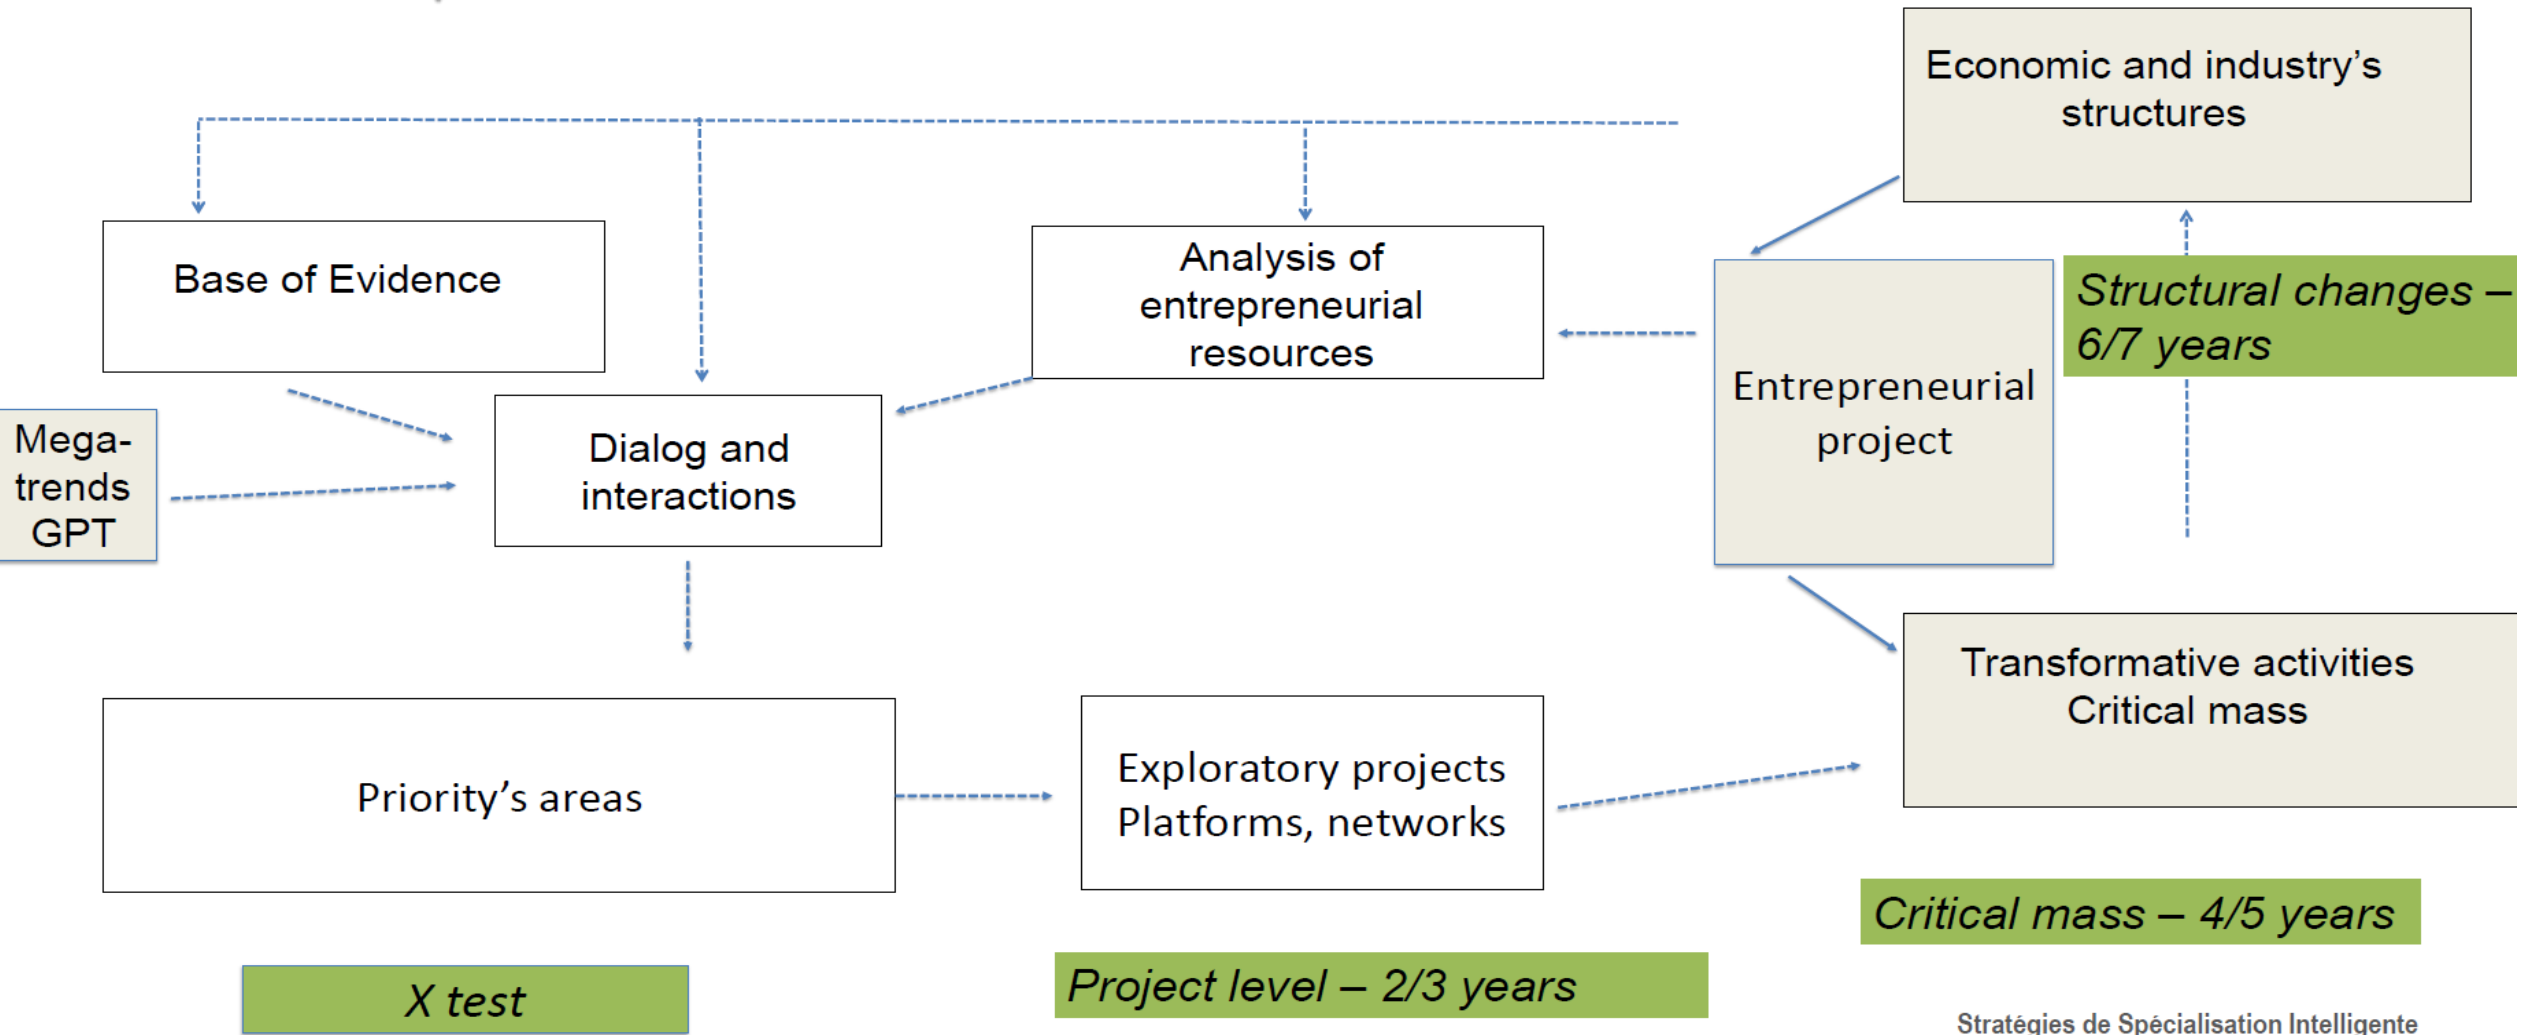 Economic and industry’s
structures
Base of Evidence
Analysis of
entrepreneurial
resources
Structural changes –
6/7 years
Entrepreneurial
project
Mega-
trends
GPT
Dialog and
interactions
Transformative activities
Critical mass
Priority’s areas
Exploratory projects
Platforms, networks
Critical mass – 4/5 years
X test
Project level – 2/3 years
Stratégies de Spécialisation Intelligente